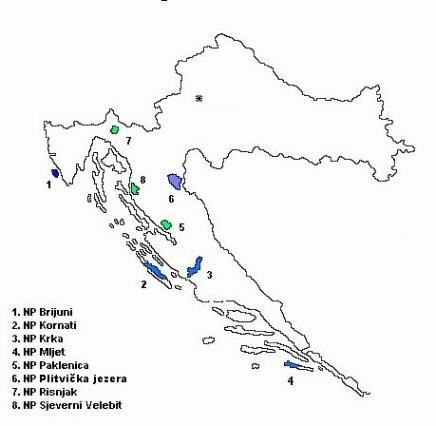 7
1
8
6
5
3
2
4
1. NP Brijuni
2. NP Kornati
3. NP Krka
4. NP Mljet
5. NP Paklenica
6. NP Plitvička jezera
7. NP Risnjak
8. NP Sjeverni Velebit